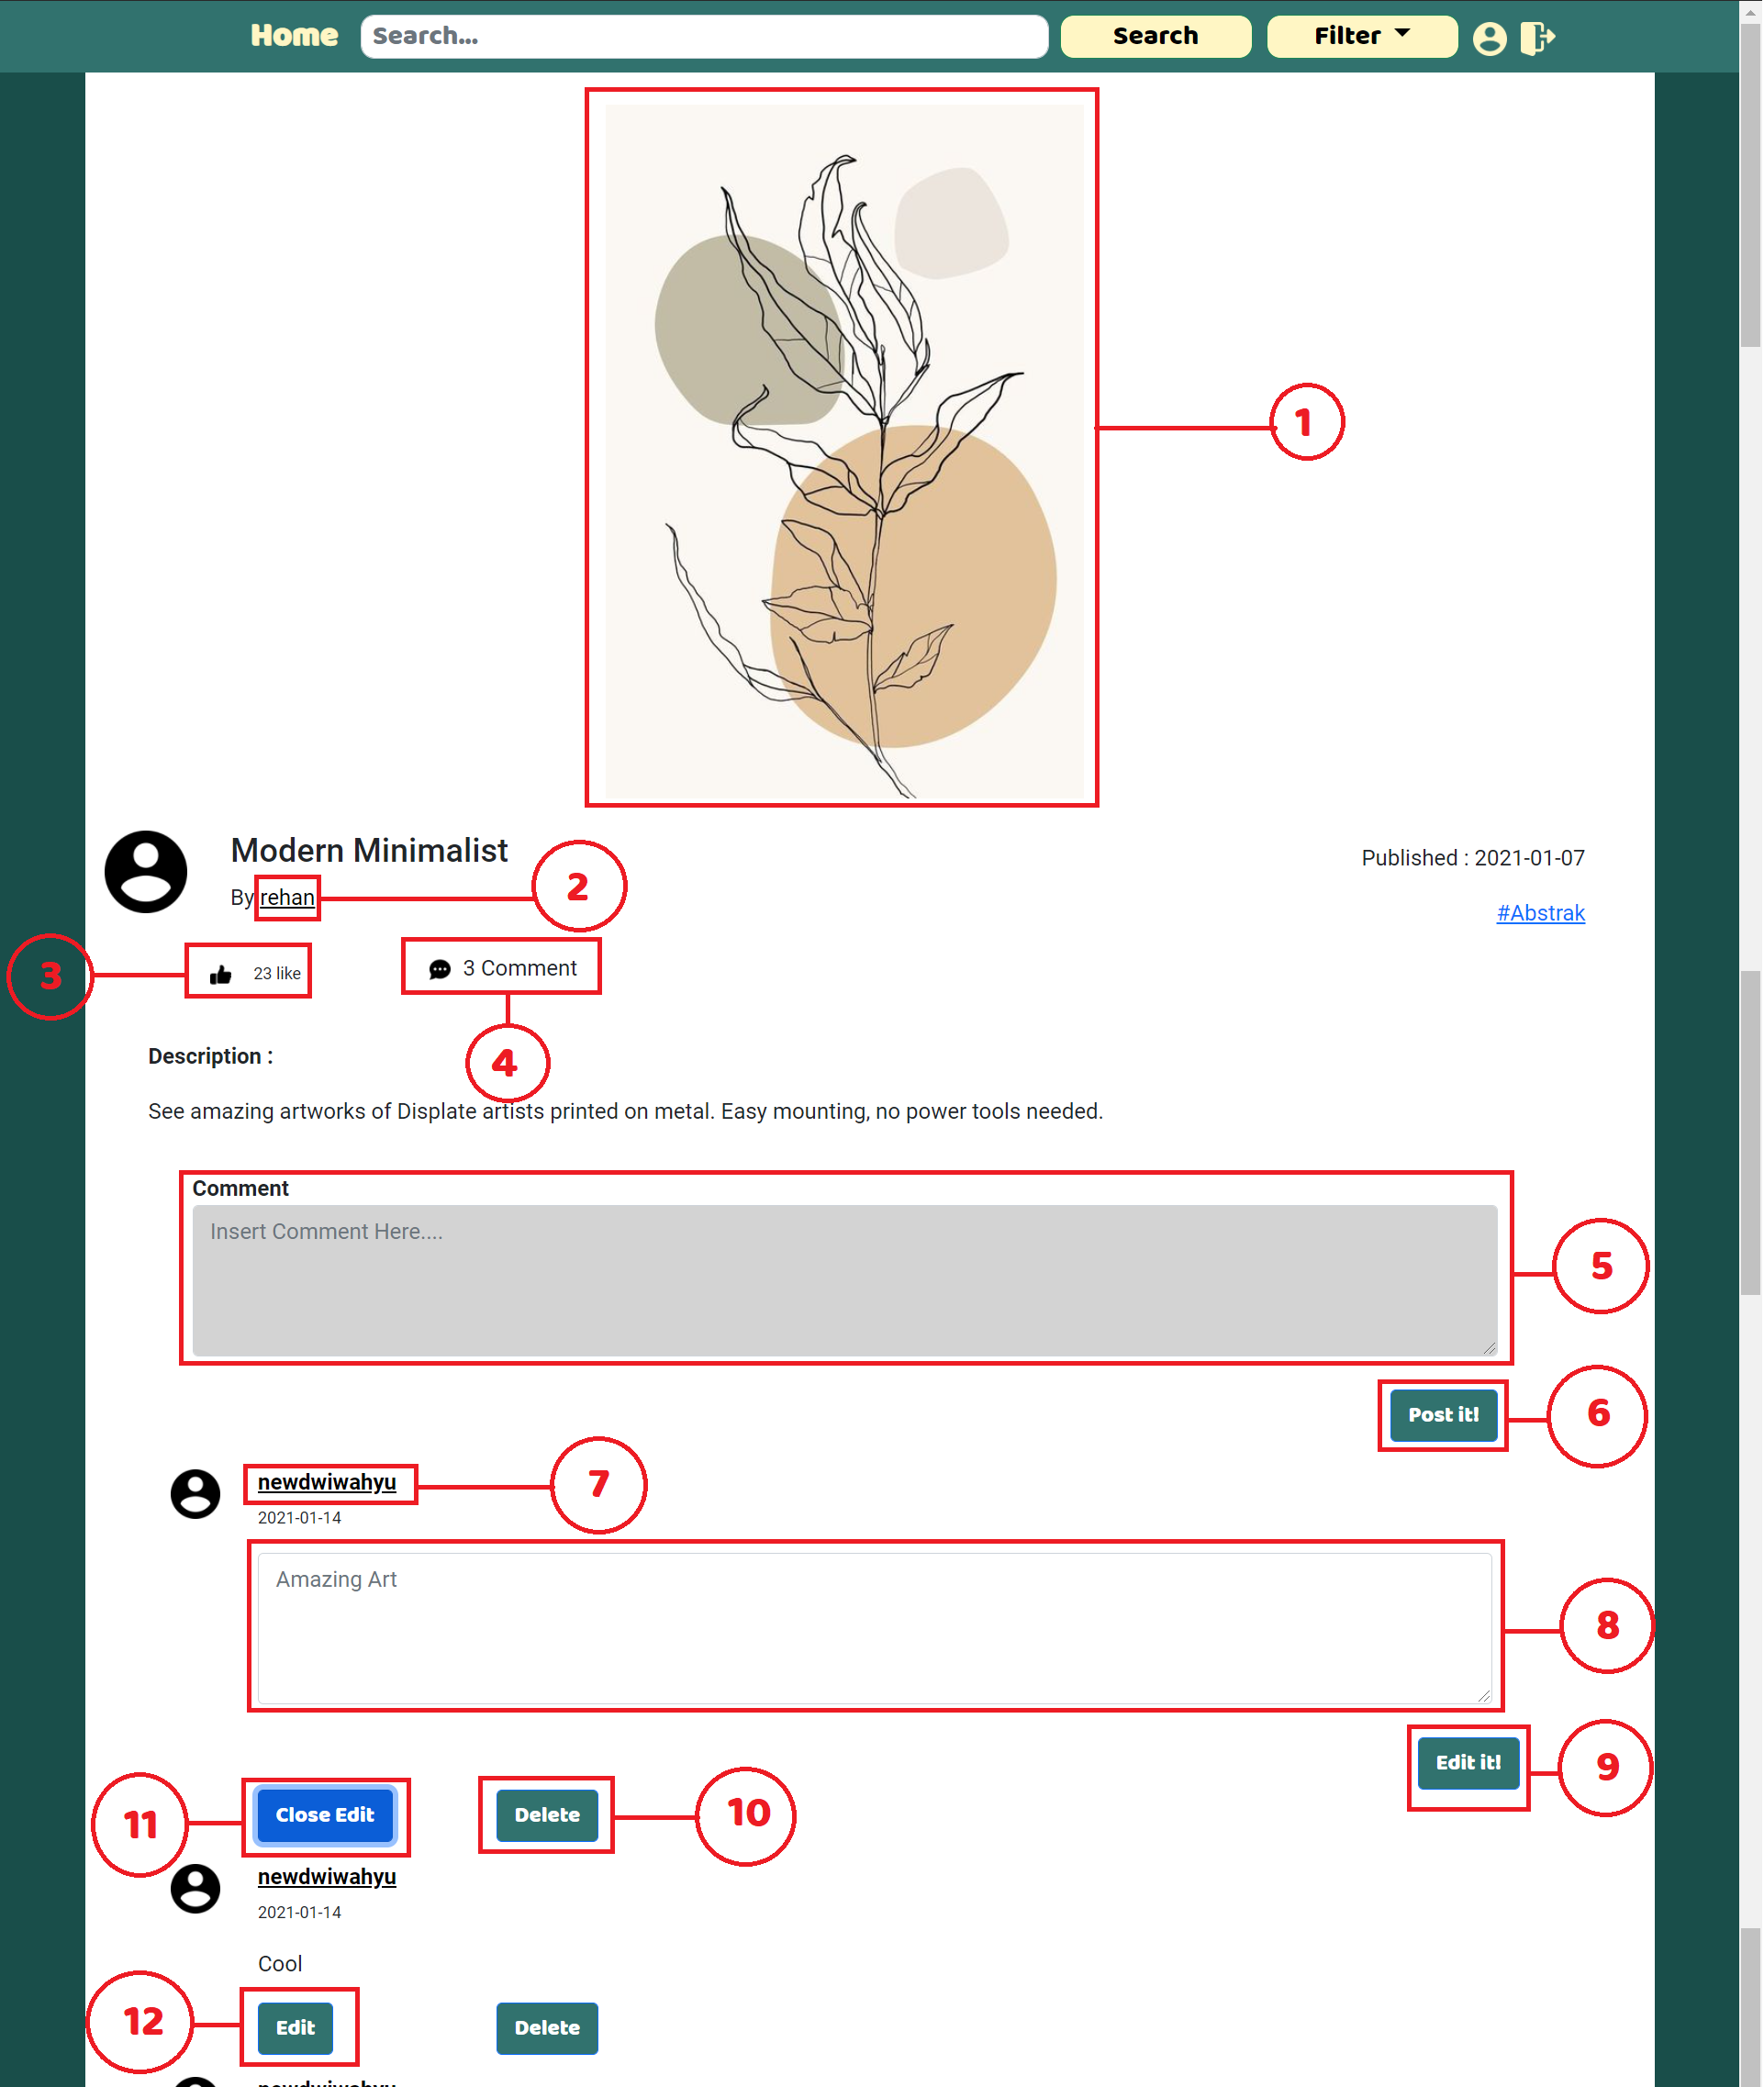 Home Search... Search Filter
1
Modern Minimalist
Published : 2021-01-07
By rehan
2
#Abstrak
3
23 like
3 Comment
4
Description :
See amazing artworks of Displate artists printed on metal. Easy mounting, no power tools needed.
Comment
Insert Comment Here....
5
Post it!
6
newdwiwahyu
7
2021-01-14
Amazing Art
8
Edit it!
9
11
Close Edit
Delete
10
newdwiwahyu
2021-01-14
Cool
12
Edit
Delete